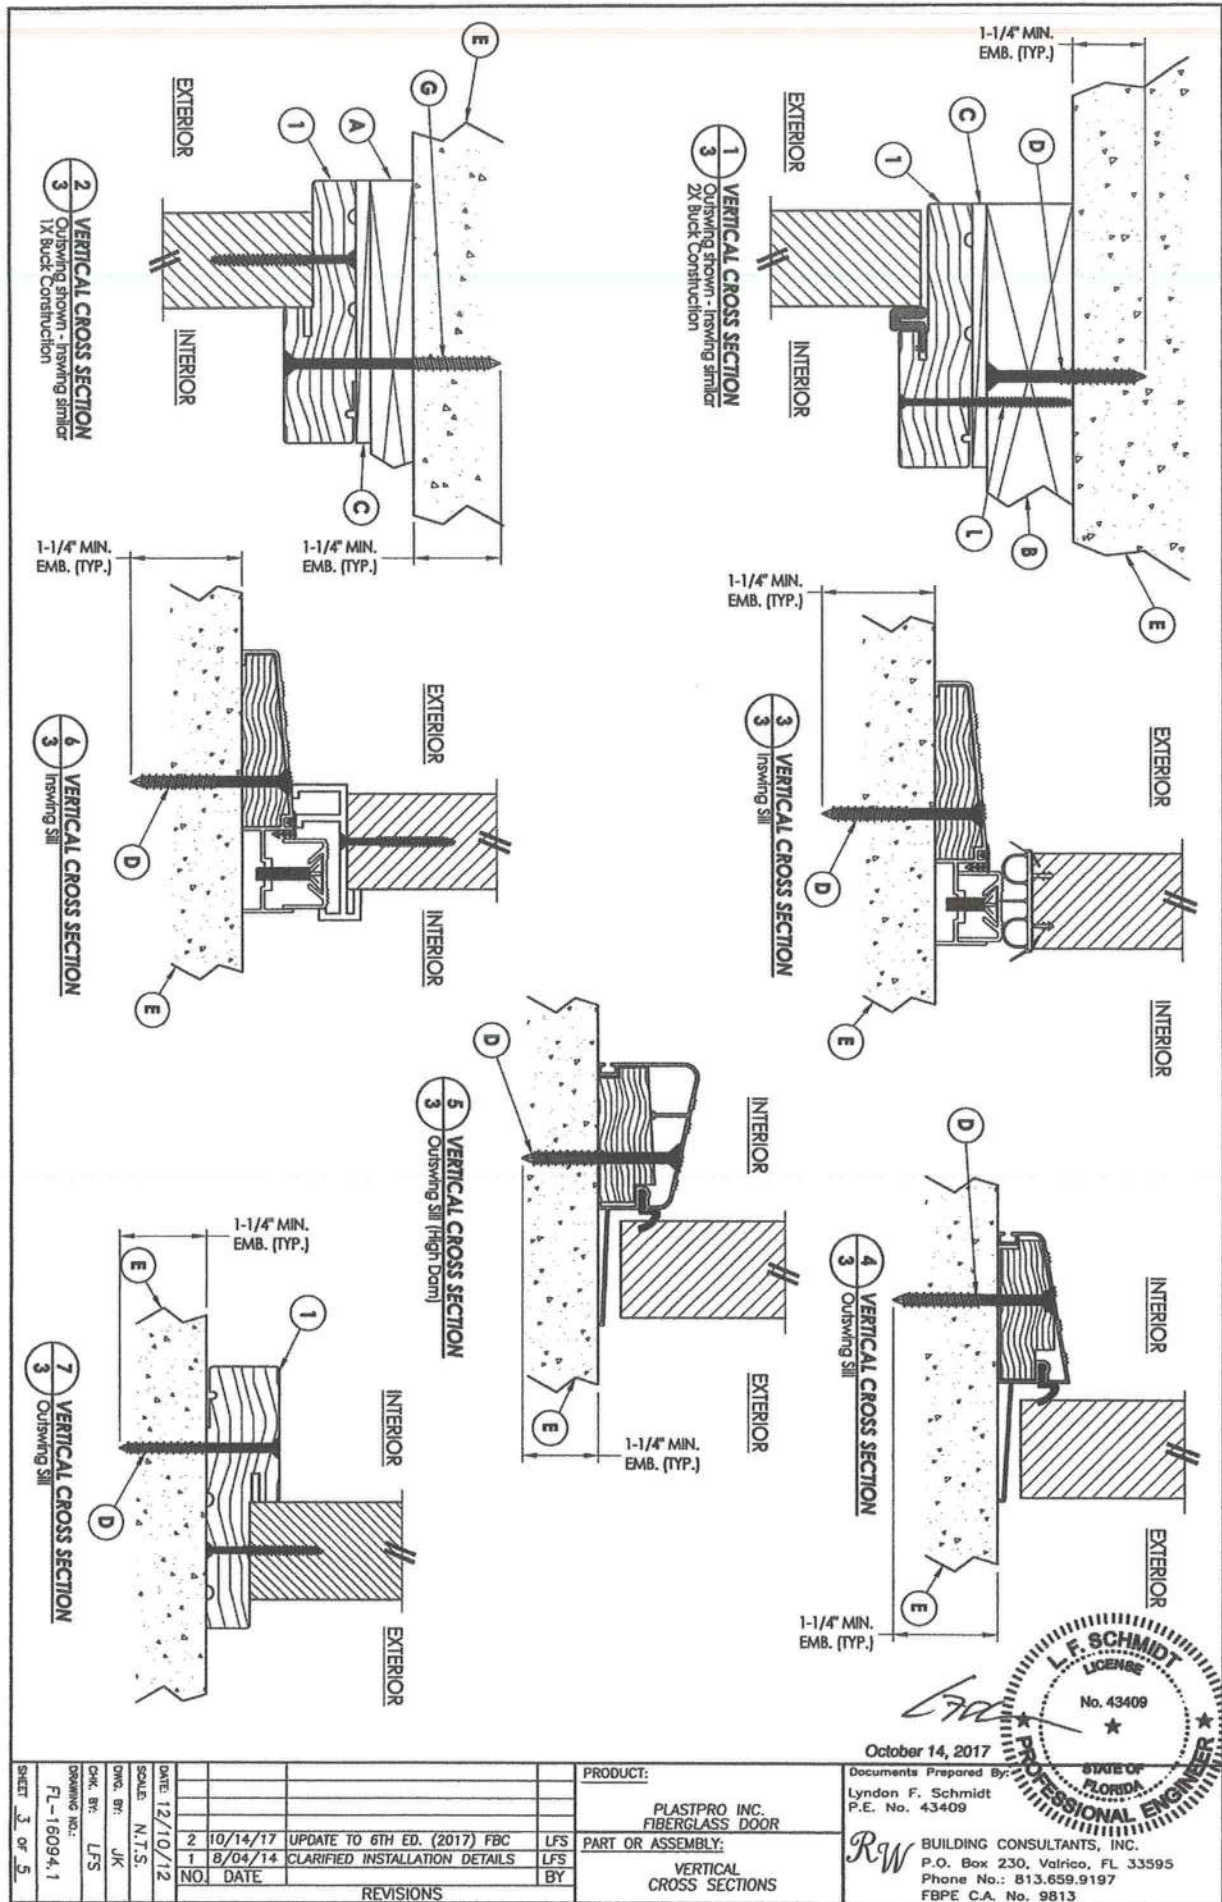 1-1/4" MIN.
EMB. (TYP.)
E
G
A
1
EXTERIOR
INTERIOR
C
2
3
VERTICAL CROSS SECTION
Outswing shown - Inswing similar
1X Buck Construction
1-1/4" MIN.
EMB. (TYP.)
D
C
1
EXTERIOR
INTERIOR
L
B
E
1
3
VERTICAL CROSS SECTION
Outswing shown - Inswing similar
2X Buck Construction
1-1/4" MIN.
EMB. (TYP.)
EXTERIOR
INTERIOR
D
E
6
3
VERTICAL CROSS SECTION
Inswing Sill
1-1/4" MIN.
EMB. (TYP.)
EXTERIOR
INTERIOR
D
E
3
3
VERTICAL CROSS SECTION
Inswing Sill
D
INTERIOR
EXTERIOR
E
1-1/4" MIN.
EMB. (TYP.)
5
3
VERTICAL CROSS SECTION
Outswing Sill (High Dam)
D
INTERIOR
EXTERIOR
E
1-1/4" MIN.
EMB. (TYP.)
4
3
VERTICAL CROSS SECTION
Outswing Sill
1-1/4" MIN.
EMB. (TYP.)
E
1
INTERIOR
EXTERIOR
D
7
3
VERTICAL CROSS SECTION
Outswing Sill
L. F. SCHMIDT
LICENSE
No. 43409
STATE OF
FLORIDA
PROFESSIONAL ENGINEER
October 14, 2017
Documents Prepared By:
Lyndon F. Schmidt
P.E. No. 43409
RW BUILDING CONSULTANTS, INC.
P.O. Box 230, Valrico, FL 33595
Phone No.: 813.659.9197
FBPE C.A. No. 9813
PRODUCT:
PLASTPRO INC.
FIBERGLASS DOOR
PART OR ASSEMBLY:
VERTICAL
CROSS SECTIONS
2 10/14/17 UPDATE TO 6TH ED. (2017) FBC LFS
1 8/04/14 CLARIFIED INSTALLATION DETAILS LFS
NO. DATE BY
REVISIONS
DATE: 12/10/12
SCALE: N.T.S.
DWG. BY: JK
CHK. BY: LFS
DRAWING NO.:
FL-16094.1
SHEET 3 OF 5